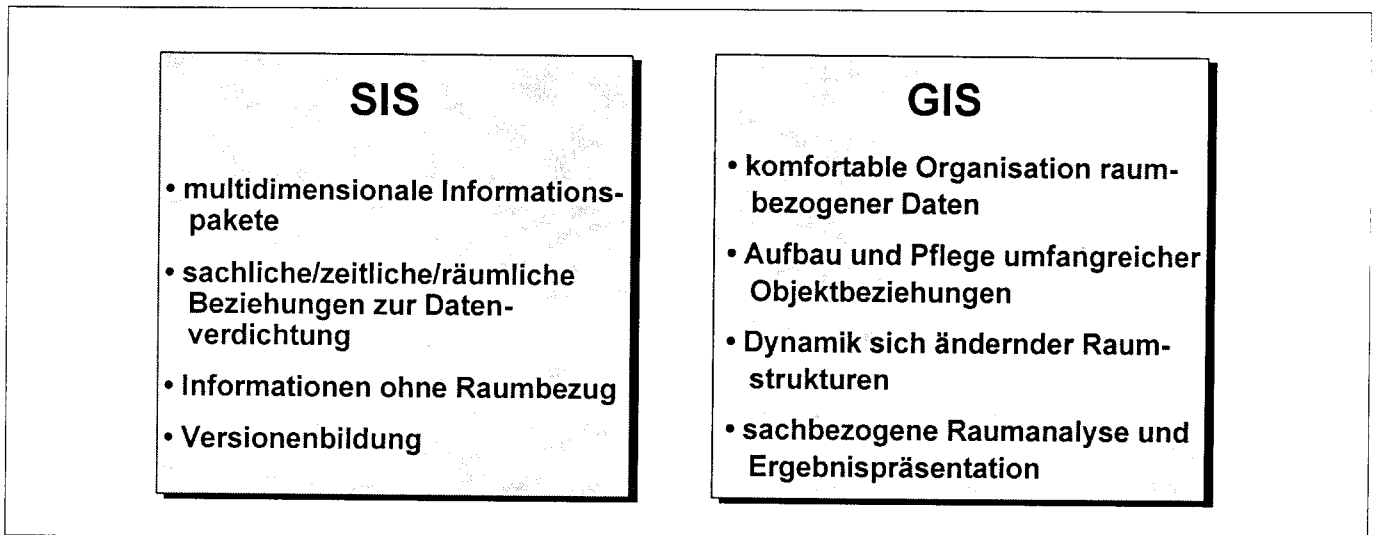 SIS
• multidimensionale Informations-
pakete
• sachliche/zeitliche/räumliche
Beziehungen zur Daten-
verdichtung
• Informationen ohne Raumbezug
• Versionenbildung
GIS
• komfortable Organisation raum-
bezogener Daten
• Aufbau und Pflege umfangreicher
Objektbeziehungen
• Dynamik sich ändernder Raum-
strukturen
• sachbezogene Raumanalyse und
Ergebnispräsentation